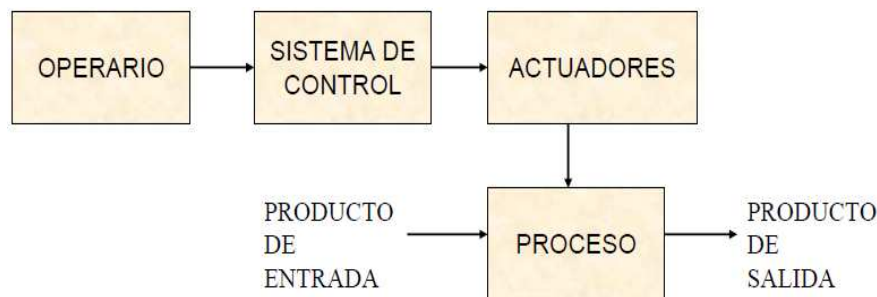 OPERARIO
SISTEMA DE
CONTROL
ACTUADORES
PRODUCTO
DE
ENTRADA
PROCESO
PRODUCTO
DE
SALIDA